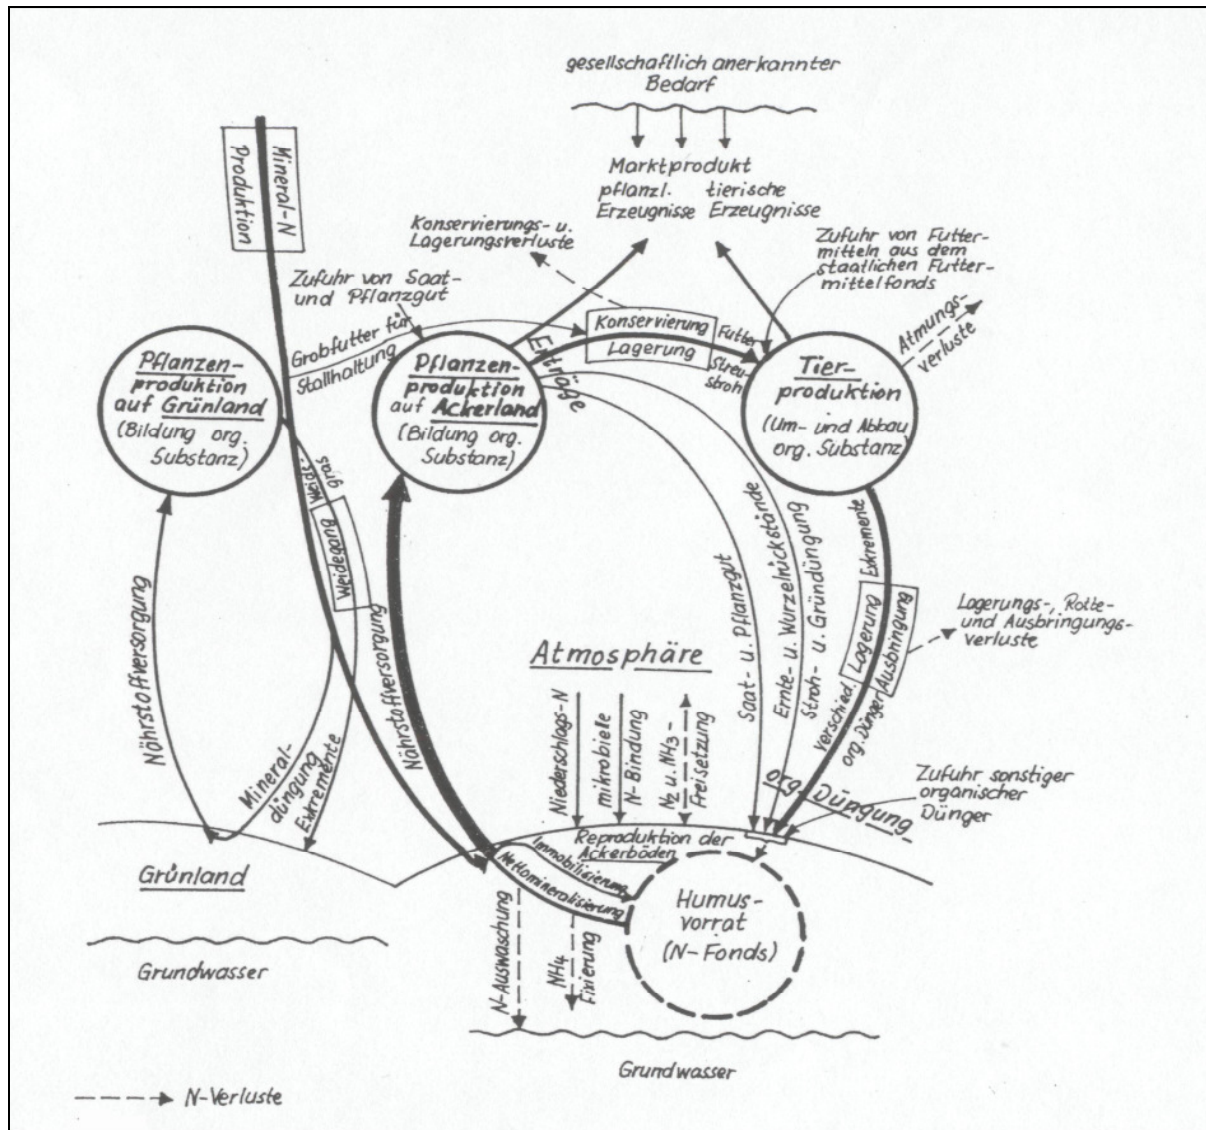 gesellschaftlich anerkannter
Bedarf
Marktprodukt
pflanzl. tierische
Erzeugnisse Erzeugnisse
Mineral-N
Produktion
Konservierungs- u.
Lagerungsverluste
Zufuhr von Futter-
mitteln aus dem
staatlichen Futter-
mittelfonds
Zufuhr von Saat-
und Pflanzgut
Atmungs-
verluste
Grobfutter für
Stallhaltung
Konservierung
Lagerung
Futter
Streu-
stroh
Erträge
Pflanzen-
produktion
auf Grünland
(Bildung org.
Substanz)
Pflanzen-
produktion
auf Ackerland
(Bildung org.
Substanz)
Tier-
produktion
(Um- und Abbau
org. Substanz)
Weide-
gras
Weidegang
Exkremente
Lagerung
Ausbringung
Lagerungs-, Rotte-
und Ausbringungs-
verluste
Nährstoffversorgung
Nährstoffversorgung
Mineral-
düngung
Exkremente
Atmosphäre
Niederschlags-N
mikrobielle
N-Bindung
N2 u. NH3-
Freisetzung
Saat- u. Pflanzgut
Ernte- u. Wurzelrückstände
Stroh- u. Gründüngung
verschied.
org. Dünger
org. Düngung
Zufuhr sonstiger
organischer
Dünger
Reproduktion der
Ackerböden
Immobilisierung
Nettomineralisierung
Grünland
Humus-
vorrat
(N-Fonds)
N-Auswaschung
NH4
Fixierung
Grundwasser
Grundwasser
N-Verluste